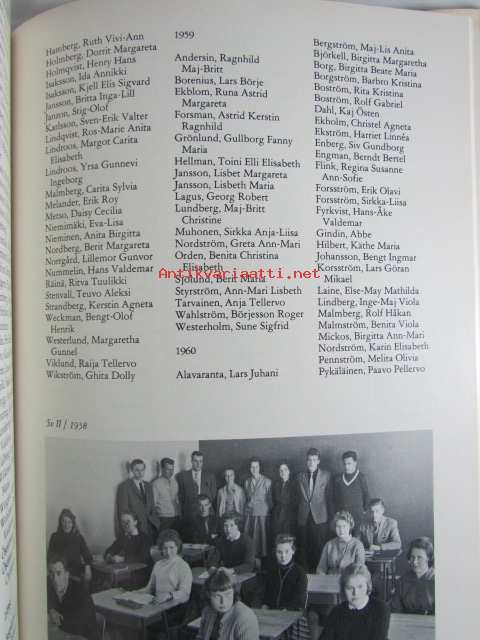 Hamberg, Ruth Vivi-Ann
Holmberg, Dorrit Margareta
Holmqvist, Henry Hans
Isaksson, Ida Annikki
Isaksson, Kjell Elis Sigvard
Jansson, Britta Inga-Lill
Janzon, Stig-Olof
Karlsson, Sven-Erik Valter
Lindqvist, Ros-Marie Anita
Lindroos, Margot Carita
Elisabeth
Lindroos, Yrsa Gunnevi
Ingeborg
Malmberg, Carita Sylvia
Melander, Erik Roy
Metso, Daisy Cecilia
Niemimäki, Eva-Lisa
Nieminen, Anita Birgitta
Nordberg, Berit Margareta
Norrgård, Lillemor Gunvor
Nummelin, Hans Valdemar
Räinä, Ritva Tuulikki
Stenvall, Teuvo Aleksi
Strandberg, Kerstin Agneta
Weckman, Bengt-Olof
Henrik
Westerlund, Margaretha
Gunnel
Viklund, Raija Tellervo
Wikström, Ghita Dolly
1959
Andersin, Ragnhild
Maj-Britt
Borenius, Lars Börje
Ekblom, Runa Astrid
Margareta
Forsman, Astrid Kerstin
Ragnhild
Grönlund, Gullborg Fanny
Maria
Hellman, Toini Elli Elisabeth
Jansson, Lisbet Margareta
Jansson, Lisbeth Maria
Lagus, Georg Robert
Lundberg, Maj-Britt
Christine
Muhonen, Sirkka Anja-Liisa
Nordström, Greta Ann-Mari
Orden, Benita Christina
Elisabeth
Sjölund, Berit Maria
Styrström, Ann-Mari Lisbeth
Tarvainen, Anja Tellervo
Wahlström, Börjesson Roger
Westerholm, Sune Sigfrid
1960
Alavaranta, Lars Juhani
Bergström, Maj-Lis Anita
Björkell, Birgitta Margaretha
Borg, Birgitta Beate Maria
Borgström, Barbro Kristina
Boström, Rita Kristina
Boström, Rolf Gabriel
Dahl, Kaj Östen
Ekholm, Christel Agneta
Ekström, Harriet Linnéa
Enberg, Siv Gundborg
Engman, Berndt Bertel
Flink, Regina Susanne
Ann-Sofie
Forsström, Erik Olavi
Forsström, Sirkka-Liisa
Fyrkvist, Hans-Åke
Valdemar
Gindin, Abbe
Hilbert, Käthe Maria
Johansson, Bengt Ingmar
Korsström, Lars Göran
Mikael
Laine, Else-May Mathilda
Lindberg, Inge-Maj Viola
Malmberg, Rolf Håkan
Malmström, Benita Viola
Mickos, Birgitta Ann-Mari
Nordström, Karin Elisabeth
Pennström, Melita Olivia
Pykäläinen, Paavo Pellervo
Antikvariaatti.net
5e II / 1958